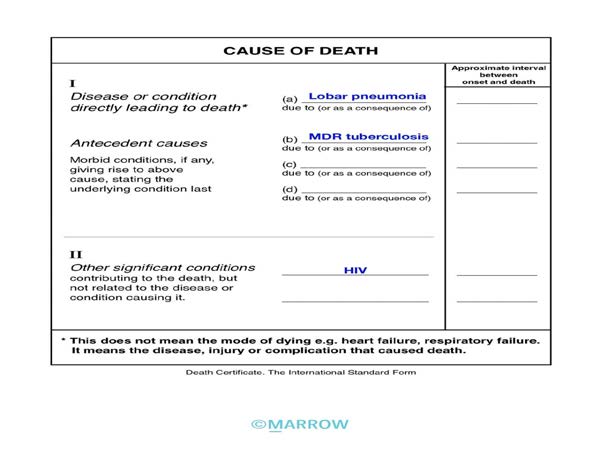 CAUSE OF DEATH
Approximate interval
between
onset and death
I
Disease or condition
directly leading to death*
(a) Lobar pneumonia
due to (or as a consequence of)
Antecedent causes
Morbid conditions, if any,
giving rise to above
cause, stating the
underlying condition last
(b) MDR tuberculosis
due to (or as a consequence of)
(c)
due to (or as a consequence of)
(d)
due to (or as a consequence of)
II
Other significant conditions
contributing to the death, but
not related to the disease or
condition causing it.
HIV
* This does not mean the mode of dying e.g. heart failure, respiratory failure.
It means the disease, injury or complication that caused death.
Death Certificate. The International Standard Form
©MARROW